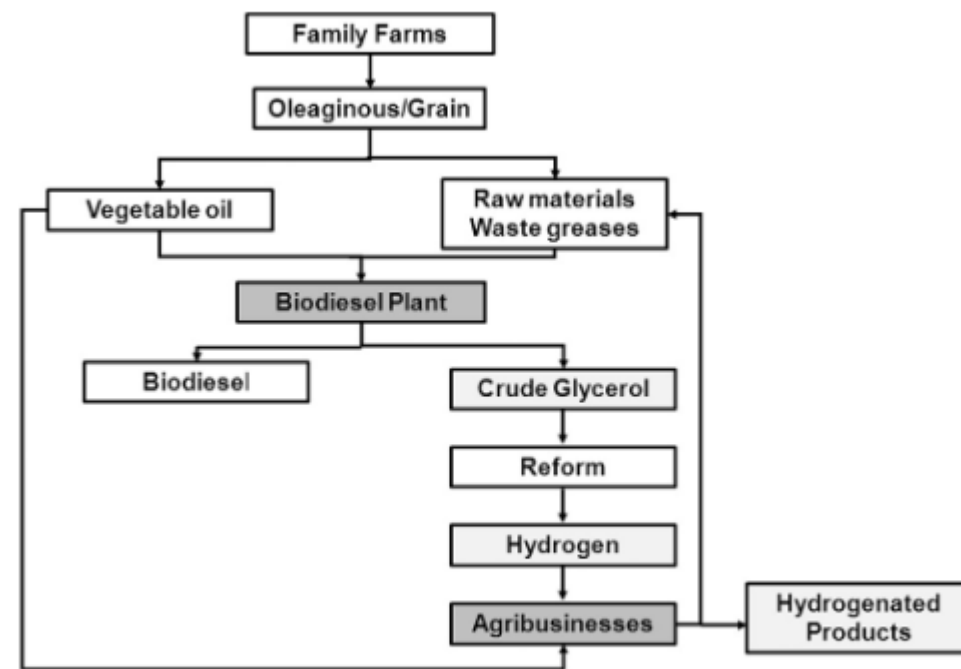 Family Farms
Oleaginous/Grain
Vegetable oil
Raw materials
Waste greases
Biodiesel Plant
Biodiesel
Crude Glycerol
Reform
Hydrogen
Agribusinesses
Hydrogenated
Products